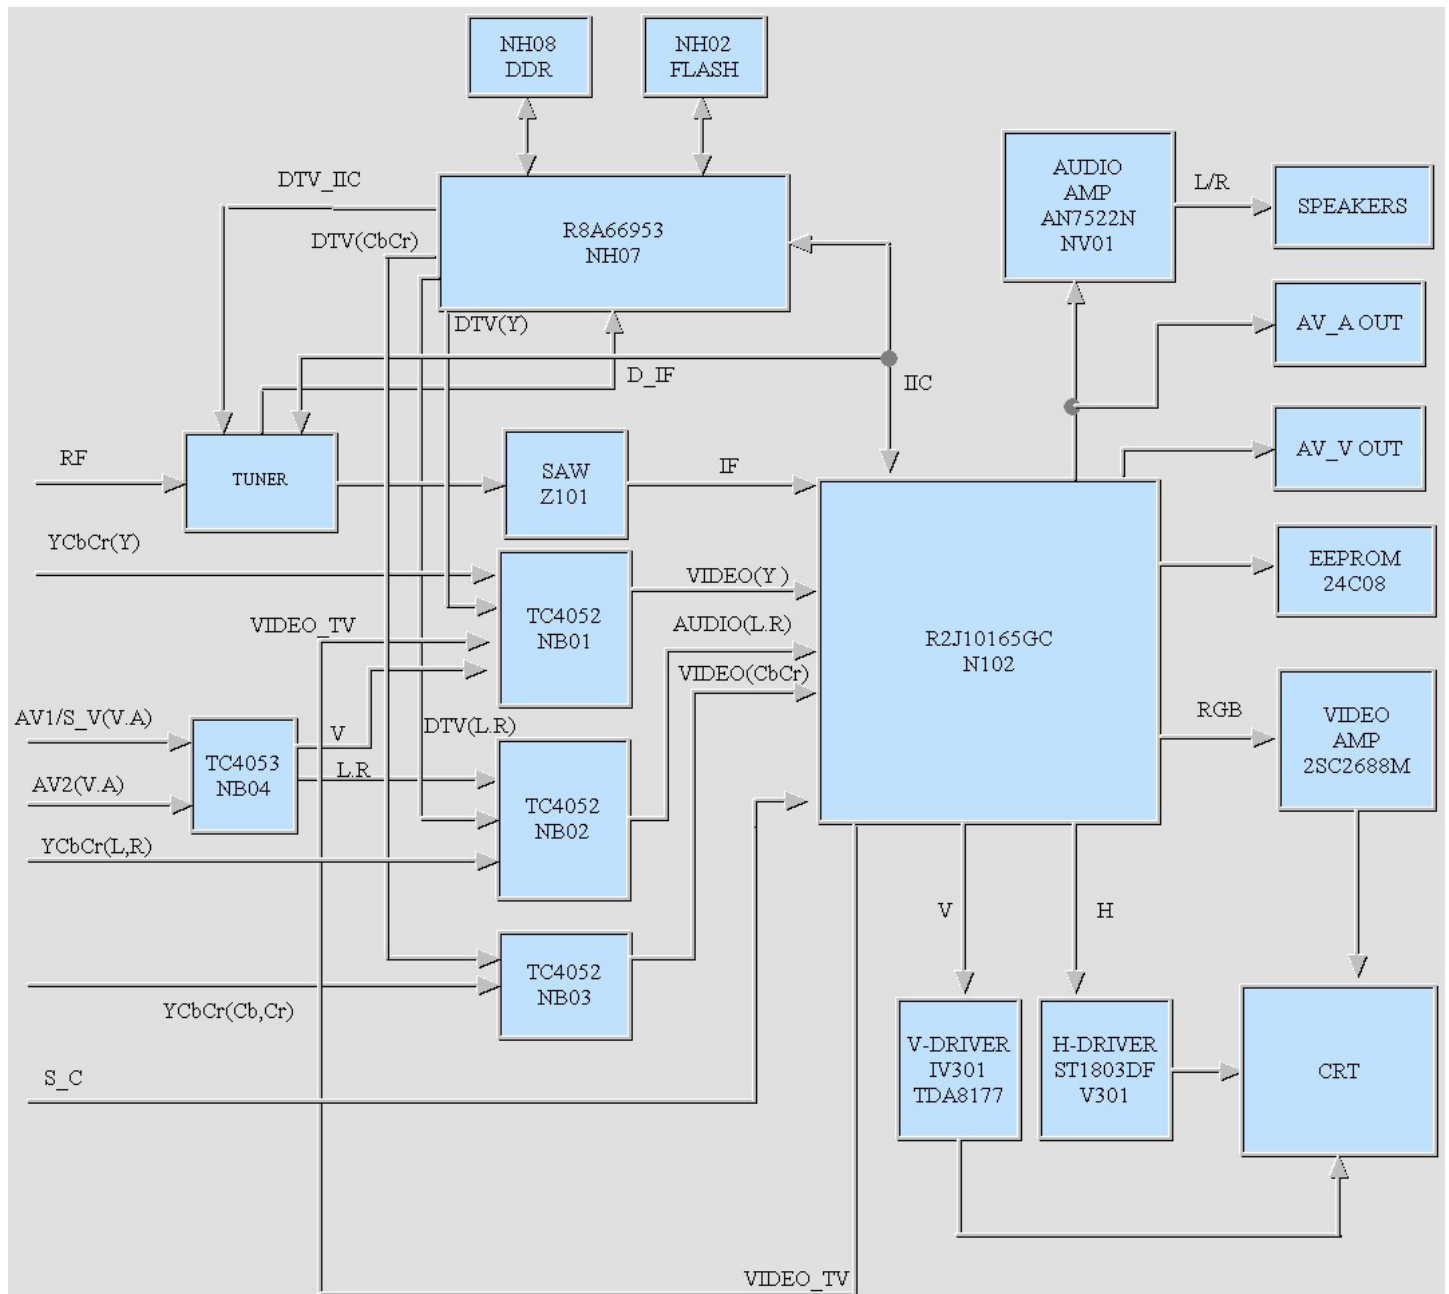 NH08
DDR
NH02
FLASH
DTV_IIC
DTV(CbCr)
R8A66953
NH07
AUDIO
AMP
AN7522N
NV01
L/R
SPEAKERS
DTV(Y)
D_IF
IIC
AV_A OUT
RF
TUNER
SAW
Z101
IF
AV_V OUT
YCbCr(Y)
VIDEO_TV
TC4052
NB01
VIDEO(Y )
AUDIO(L.R)
VIDEO(CbCr)
R2J10165GC
N102
EEPROM
24C08
AV1/S_V(V.A)
V
DTV(L.R)
RGB
VIDEO
AMP
2SC2688M
TC4053
NB04
L.R
AV2(V.A)
TC4052
NB02
YCbCr(L,R)
V
H
TC4052
NB03
YCbCr(Cb,Cr)
S_C
V-DRIVER
IV301
TDA8177
H-DRIVER
ST1803DF
V301
CRT
VIDEO_TV